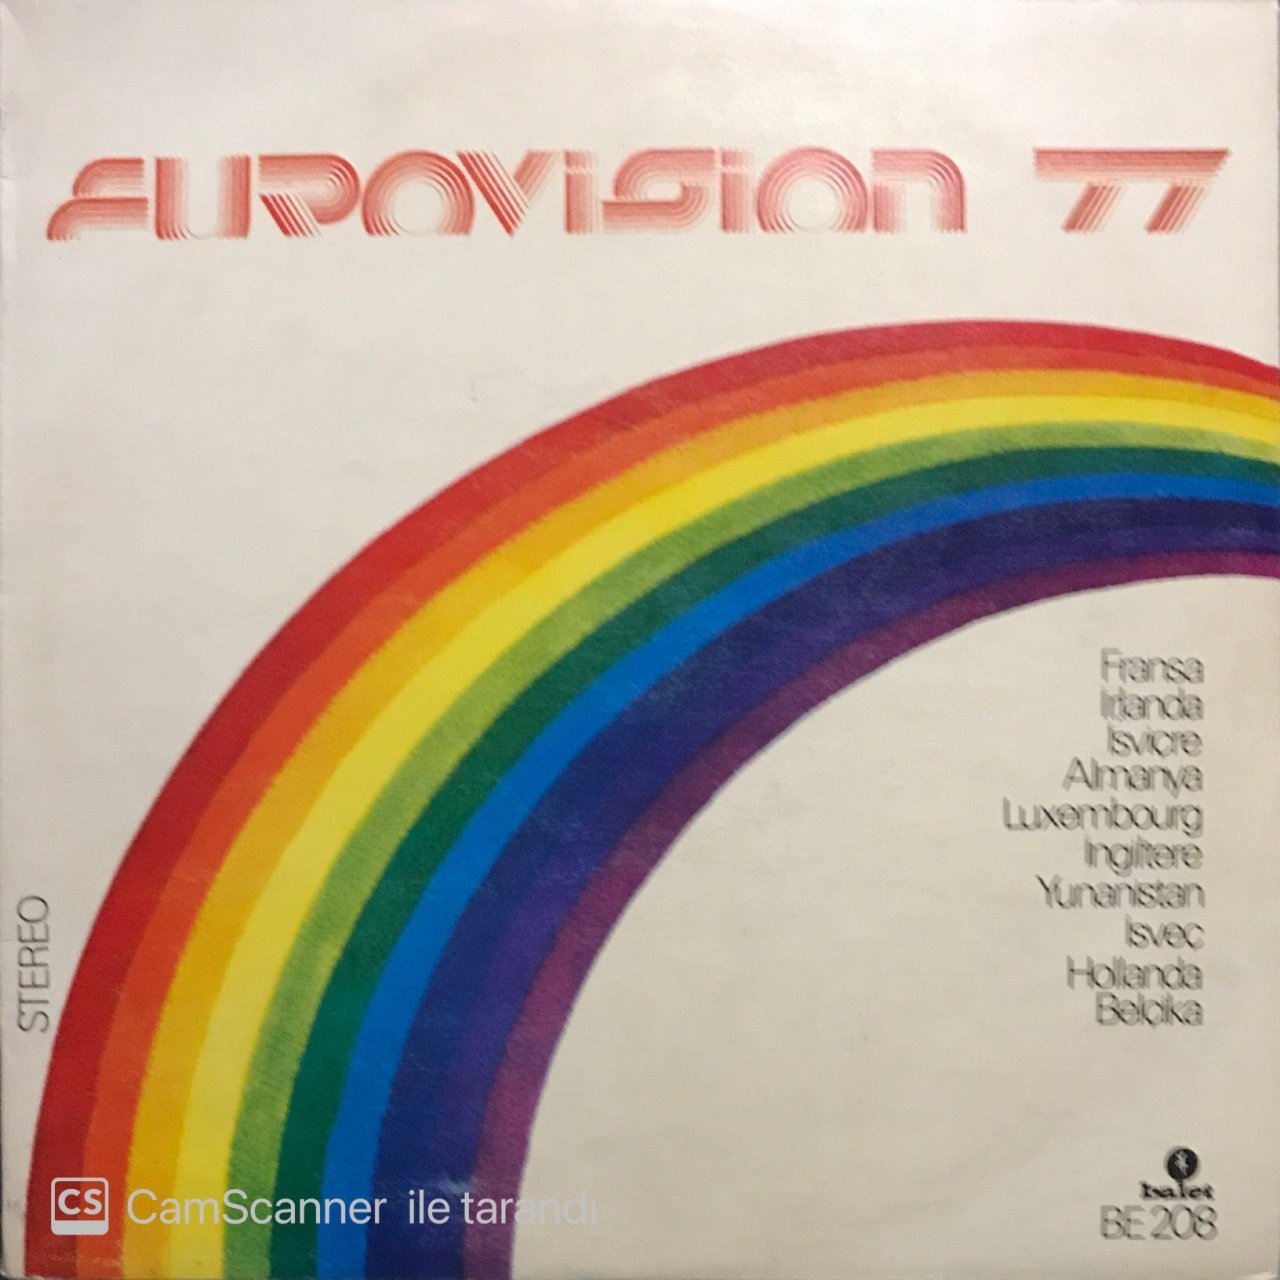 EUROVISION 77
Fransa
Irlanda
Isviçre
Almanya
Luxembourg
Ingiltere
Yunanistan
Isveç
Hollanda
Belçika
STEREO
balet
BE 208
CS CamScanner ile tarandı